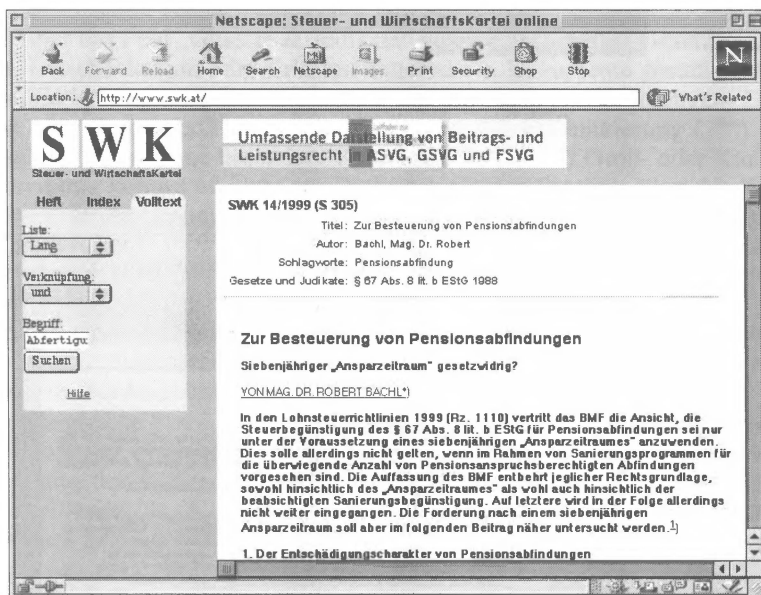 Netscape: Steuer- und WirtschaftsKartei online
Back Forward Reload Home Search Netscape Images Print Security Shop Stop
N
Location: http://www.swk.at/ What's Related
S W K
Steuer- und WirtschaftsKartei
Umfassende Darstellung von Beitrags- und
Leistungsrecht in ASVG, GSVG und FSVG
Heft Index Volltext
Liste:
Lang
Verknüpfung:
und
Begriff:
Abfertigu
Suchen
Hilfe
SWK 14/1999 (S 305)
Titel: Zur Besteuerung von Pensionsabfindungen
Autor: Bachl, Mag. Dr. Robert
Schlagworte: Pensionsabfindung
Gesetze und Judikate: § 67 Abs. 8 lit. b EStG 1988
Zur Besteuerung von Pensionsabfindungen
Siebenjähriger „Ansparzeitraum" gesetzwidrig?
VON MAG. DR. ROBERT BACHL*)
In den Lohnsteuerrichtlinien 1999 (Rz. 1110) vertritt das BMF die Ansicht, die
Steuerbegünstigung des § 67 Abs. 8 lit. b EStG für Pensionsabfindungen sei nur
unter der Voraussetzung eines siebenjährigen „Ansparzeitraumes" anzuwenden.
Dies solle allerdings nicht gelten, wenn im Rahmen von Sanierungsprogrammen für
die überwiegende Anzahl von Pensionsanspruchsberechtigten Abfindungen
vorgesehen sind. Die Auffassung des BMF entbehrt jeglicher Rechtsgrundlage,
sowohl hinsichtlich des „Ansparzeitraumes" als wohl auch hinsichtlich der
beabsichtigten Sanierungsbegünstigung. Auf letztere wird in der Folge allerdings
nicht weiter eingegangen. Die Forderung nach einem siebenjährigen
Ansparzeitraum soll aber im folgenden Beitrag näher untersucht werden.1)
1. Der Entschädigungscharakter von Pensionsabfindungen